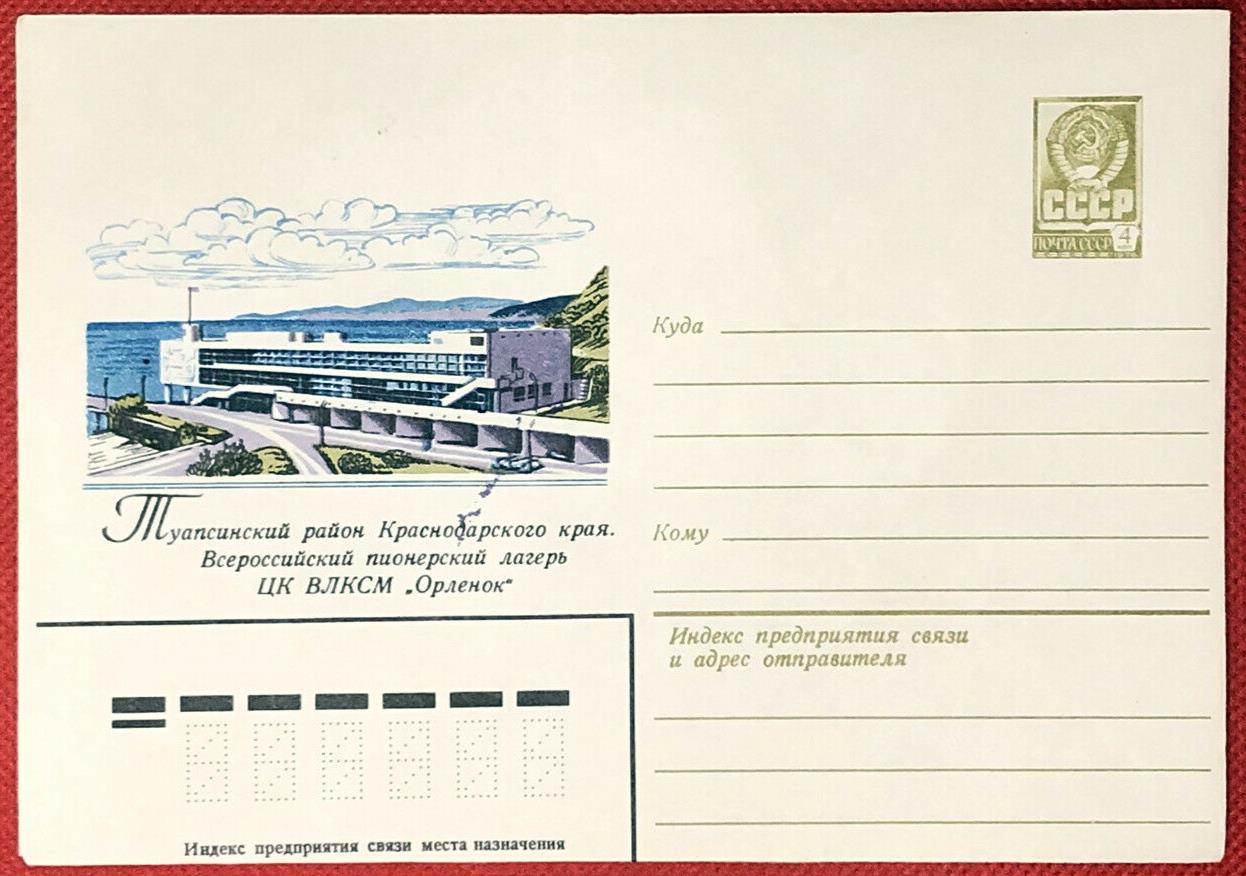 СССР
ПОЧТА СССР 4
Куда
Туапсинский район Краснодарского края.
Всероссийский пионерский лагерь
ЦК ВЛКСМ „Орленок“
Кому
Индекс предприятия связи
и адрес отправителя
Индекс предприятия связи места назначения